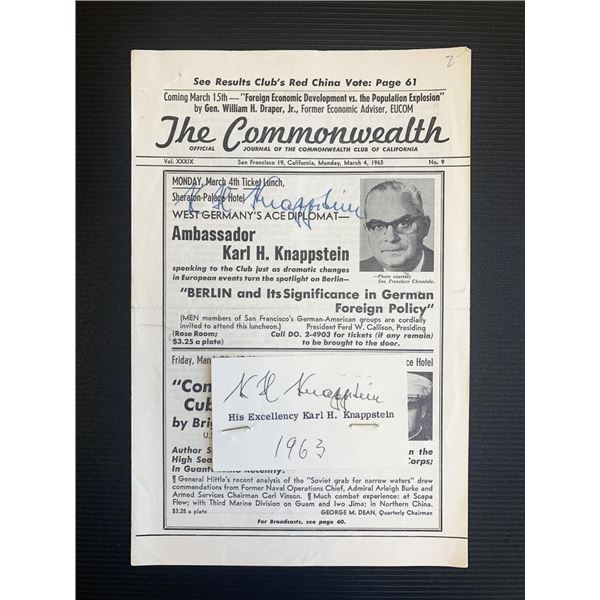 See Results Club's Red China Vote: Page 61
Coming March 15th — "Foreign Economic Development vs. the Population Explosion"
by Gen. William H. Draper, Jr., Former Economic Adviser, EUCOM
The Commonwealth
OFFICIAL JOURNAL OF THE COMMONWEALTH CLUB OF CALIFORNIA
Vol. XXXIX San Francisco 19, California, Monday, March 4, 1963 No. 9
MONDAY, March 4th Ticket Lunch,
Sheraton-Palace Hotel
K H Knappstein
WEST GERMANY'S ACE DIPLOMAT—
Ambassador
Karl H. Knappstein
—Photo courtesy
San Francisco Chronicle.
speaking to the Club just as dramatic changes
in European events turn the spotlight on Berlin—
"BERLIN and Its Significance in German
Foreign Policy"
(MEN members of San Francisco's German-American groups are cordially
invited to attend this luncheon.) President Ferd W. Callison, Presiding
(Rose Room; Call DO. 2-4903 for tickets (if any remain)
$3.25 a plate) to be brought to the door.
Friday, ce Hotel
"Con
Cub
by Brig
U.
K H Knappstein
His Excellency Karl H. Knappstein
1963
Author S n the
High Sea Corps;
In Guant Recently.
¶ General Hittle's recent analysis of the "Soviet grab for narrow waters" drew
commendations from Former Naval Operations Chief, Admiral Arleigh Burke and
Armed Services Chairman Carl Vinson. ¶ Much combat experience: at Scapa
Flow; with Third Marine Division on Guam and Iwo Jima; in Northern China.
$3.25 a plate GEORGE M. DEAN, Quarterly Chairman
For Broadcasts, see page 60.